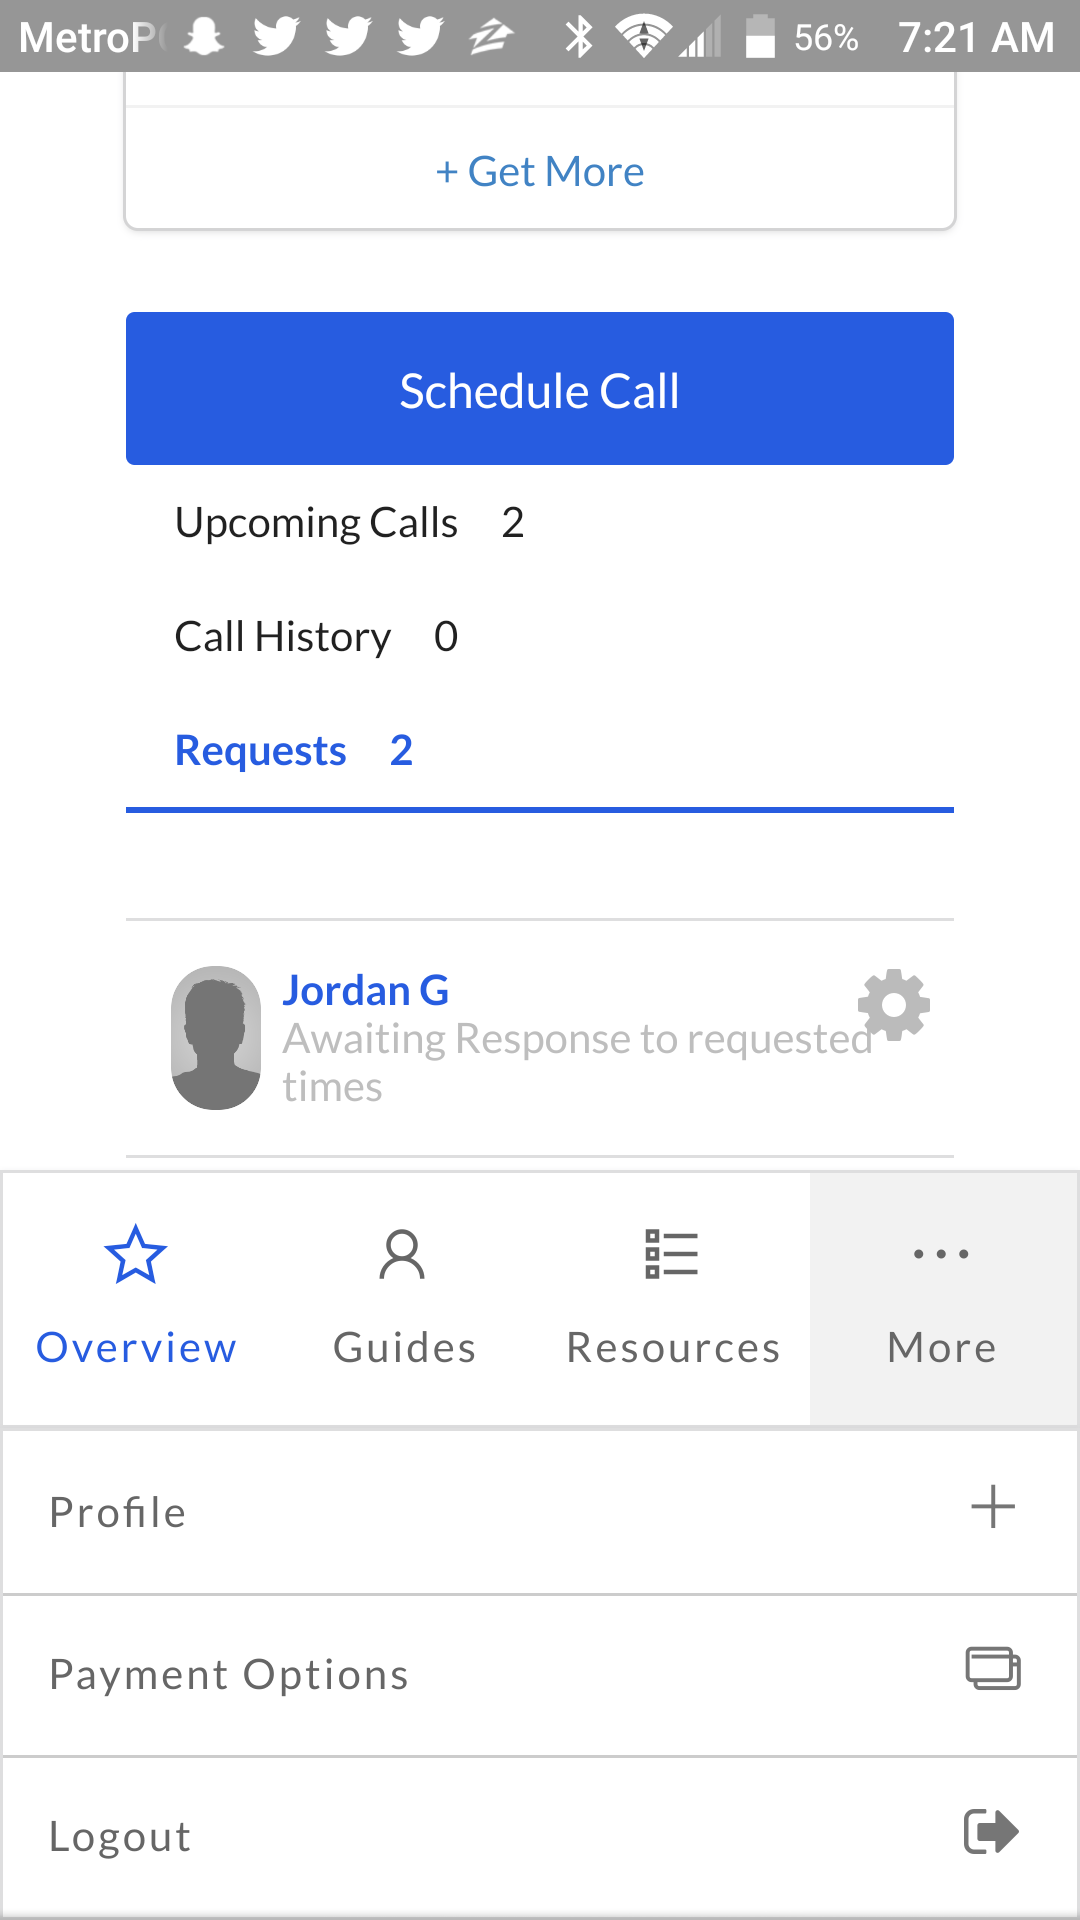 MetroP
56%
7:21 AM
+ Get More
Schedule Call
Upcoming Calls 2
Call History 0
Requests 2
Jordan G
Awaiting Response to requested
times
Overview
Guides
Resources
More
Profile
Payment Options
Logout